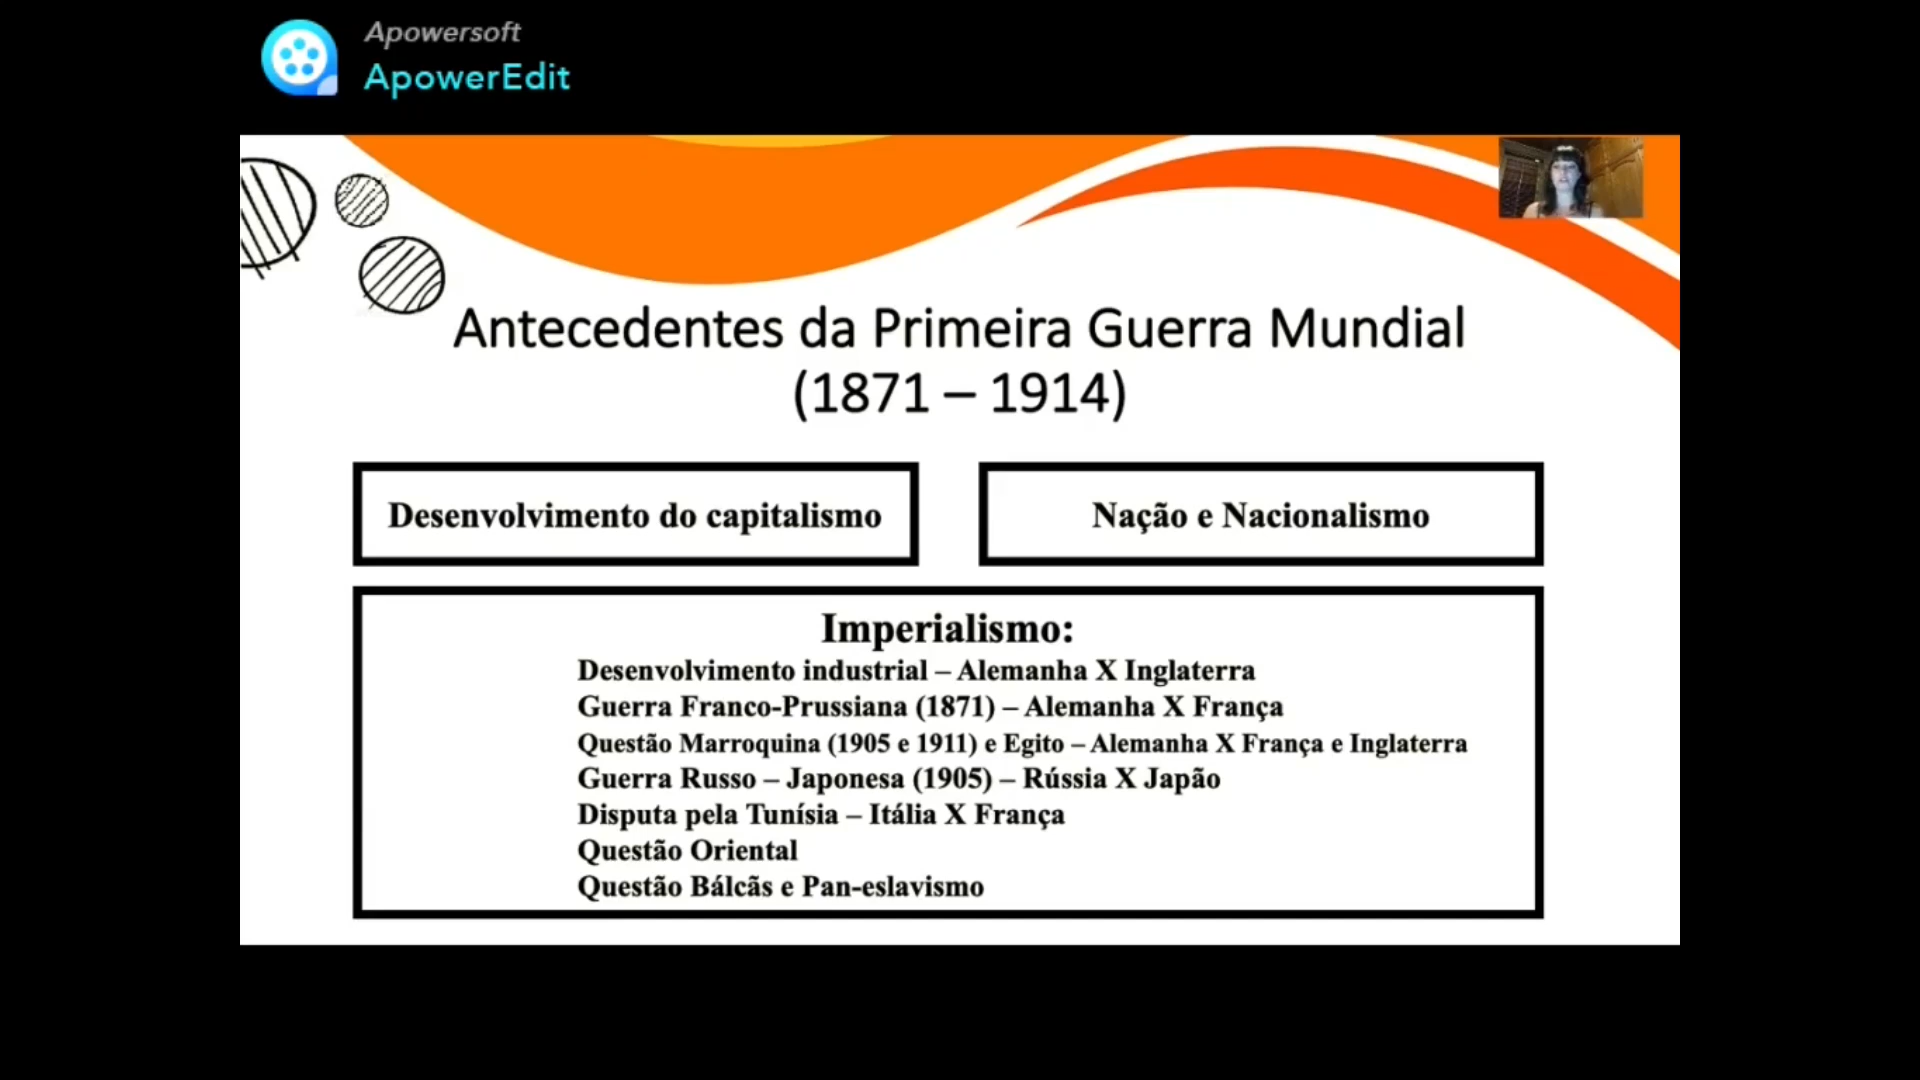 Apowersoft
ApowerEdit
Antecedentes da Primeira Guerra Mundial
(1871 – 1914)
Desenvolvimento do capitalismo
Nação e Nacionalismo
Imperialismo:
Desenvolvimento industrial – Alemanha X Inglaterra
Guerra Franco-Prussiana (1871) – Alemanha X França
Questão Marroquina (1905 e 1911) e Egito – Alemanha X França e Inglaterra
Guerra Russo – Japonesa (1905) – Rússia X Japão
Disputa pela Tunísia – Itália X França
Questão Oriental
Questão Bálcãs e Pan-eslavismo